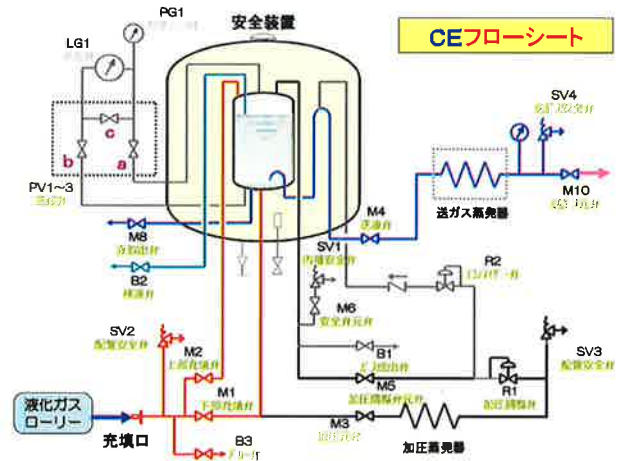 PG1
LG1
安全装置
CEフローシート
SV4
c
b
a
PV1~3
M10
送ガス蒸発器
M4
M8
SV1
R2
B2
M6
安全弁元弁
SV2
配管安全弁
B1
SV3
配管安全弁
M2
上部充填弁
M5
加圧調整弁元弁
R1
加圧調整弁
M1
下部充填弁
液化ガス
ローリー
充填口
M3
B3
加圧蒸発器